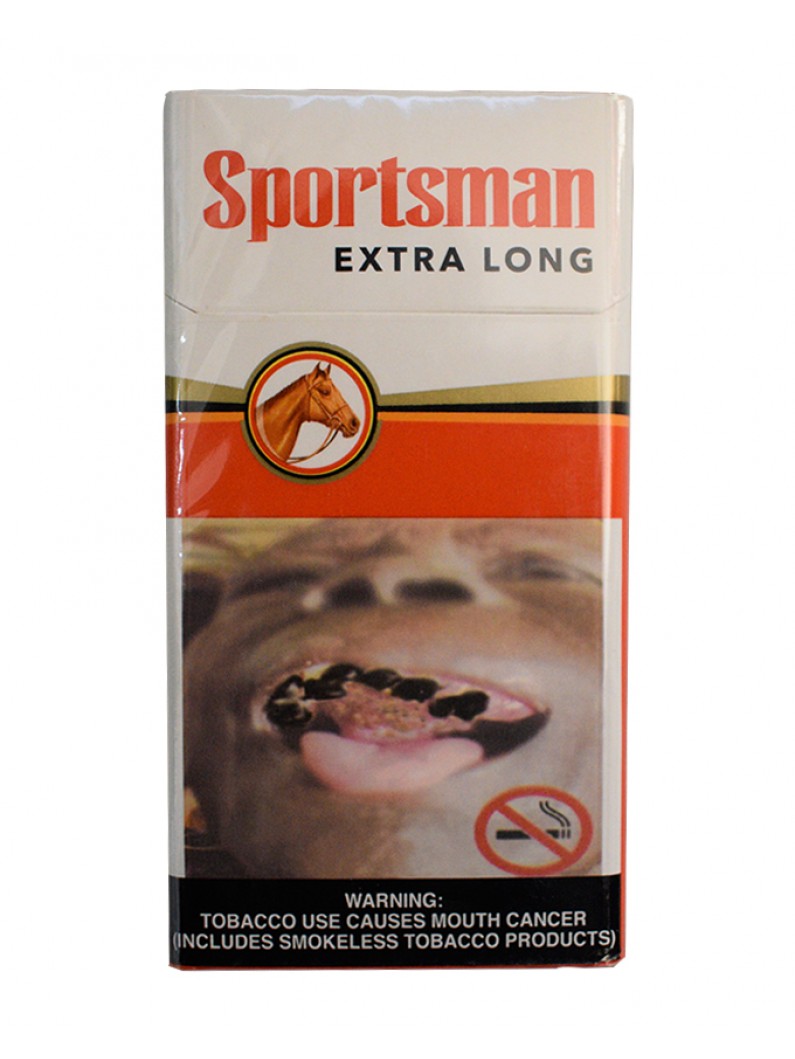 Sportsman
EXTRA LONG
WARNING:
TOBACCO USE CAUSES MOUTH CANCER
(INCLUDES SMOKELESS TOBACCO PRODUCTS)